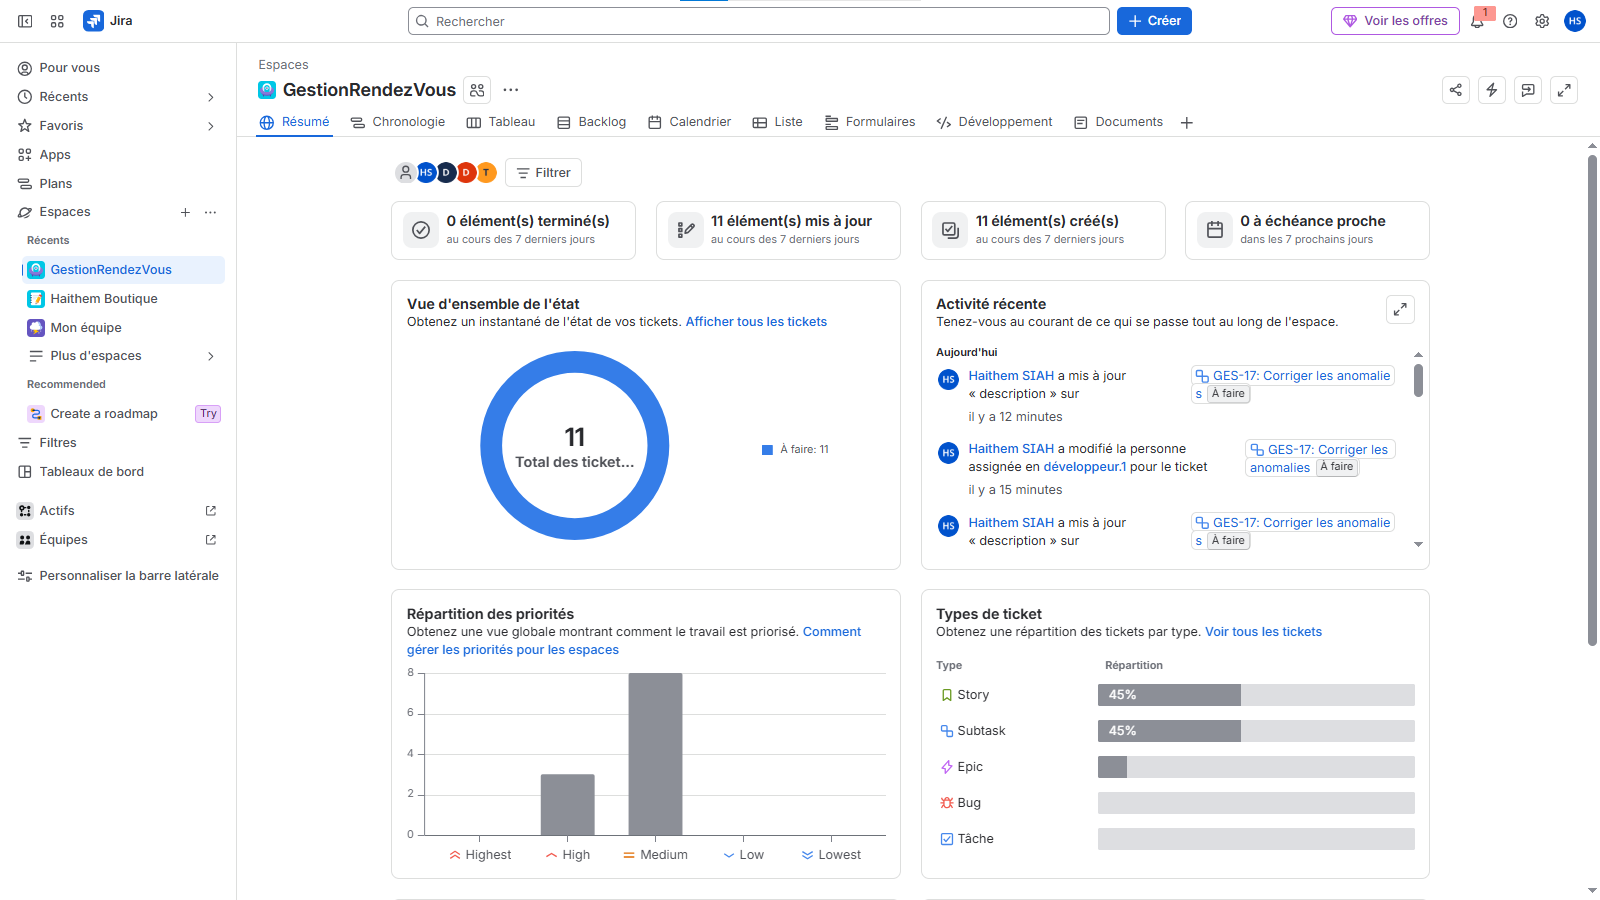 Jira
Rechercher
Créer
Voir les offres
1
HS
Pour vous
Récents
Favoris
Apps
Plans
Espaces
Récents
GestionRendezVous
Haithem Boutique
Mon équipe
Plus d'espaces
Recommended
Create a roadmap
Try
Filtres
Tableaux de bord
Actifs
Équipes
Personnaliser la barre latérale
Espaces
GestionRendezVous
Résumé
Chronologie
Tableau
Backlog
Calendrier
Liste
Formulaires
Développement
Documents
HS
D
D
T
Filtrer
0 élément(s) terminé(s)
au cours des 7 derniers jours
11 élément(s) mis à jour
au cours des 7 derniers jours
11 élément(s) créé(s)
au cours des 7 derniers jours
0 à échéance proche
dans les 7 prochains jours
Vue d'ensemble de l'état
Obtenez un instantané de l'état de vos tickets. Afficher tous les tickets
11
Total des ticket...
À faire: 11
Activité récente
Tenez-vous au courant de ce qui se passe tout au long de l'espace.
Aujourd'hui
HS
Haithem SIAH a mis à jour
« description » sur
GES-17: Corriger les anomalie
s À faire
il y a 12 minutes
HS
Haithem SIAH a modifié la personne
assignée en développeur.1 pour le ticket
GES-17: Corriger les
anomalies À faire
il y a 15 minutes
HS
Haithem SIAH a mis à jour
« description » sur
GES-17: Corriger les anomalie
s À faire
Répartition des priorités
Obtenez une vue globale montrant comment le travail est priorisé. Comment
gérer les priorités pour les espaces
8
6
4
2
0
Highest
High
Medium
Low
Lowest
Types de ticket
Obtenez une répartition des tickets par type. Voir tous les tickets
Type
Répartition
Story
45%
Subtask
45%
Epic
Bug
Tâche